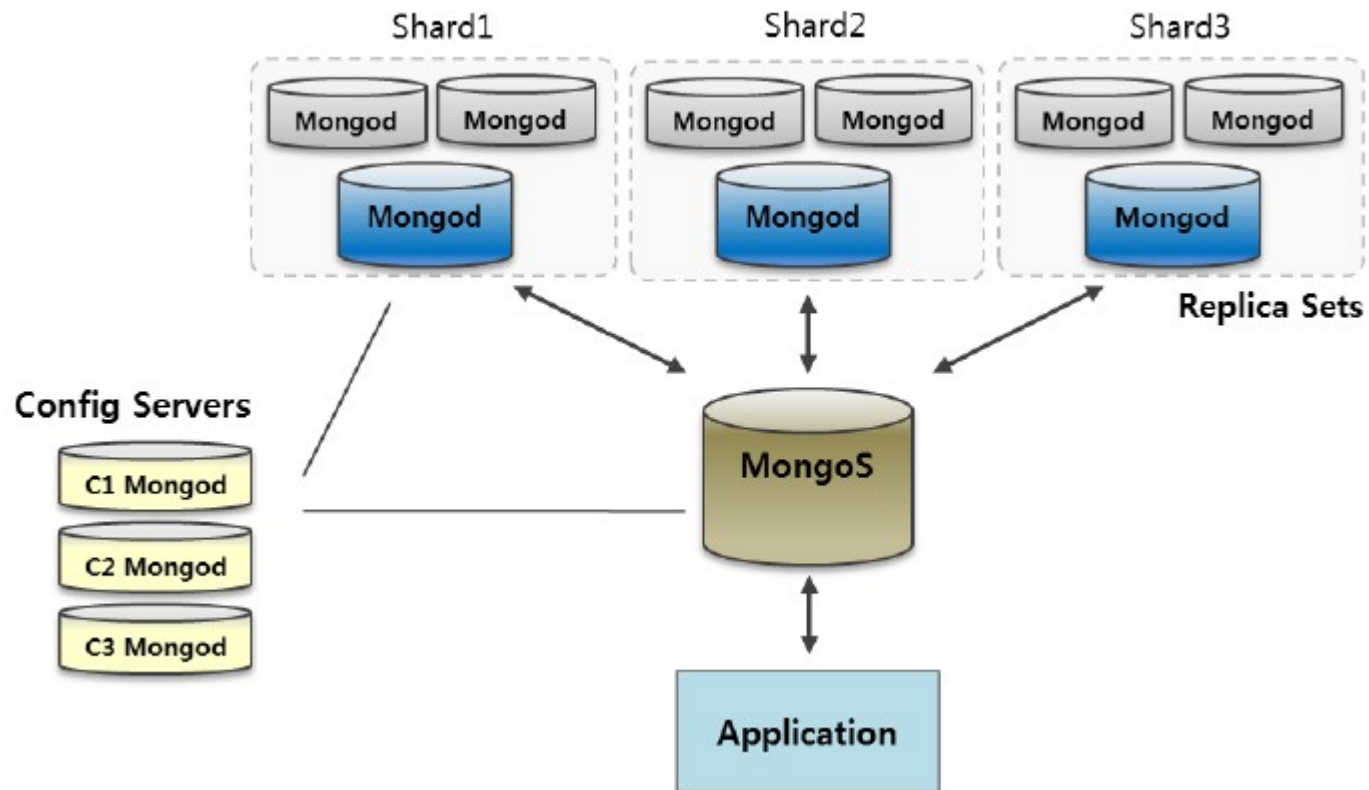 Shard1
Shard2
Shard3
Mongod
Mongod
Mongod
Mongod
Mongod
Mongod
Mongod
Mongod
Mongod
Replica Sets
Config Servers
C1 Mongod
C2 Mongod
C3 Mongod
MongoS
Application